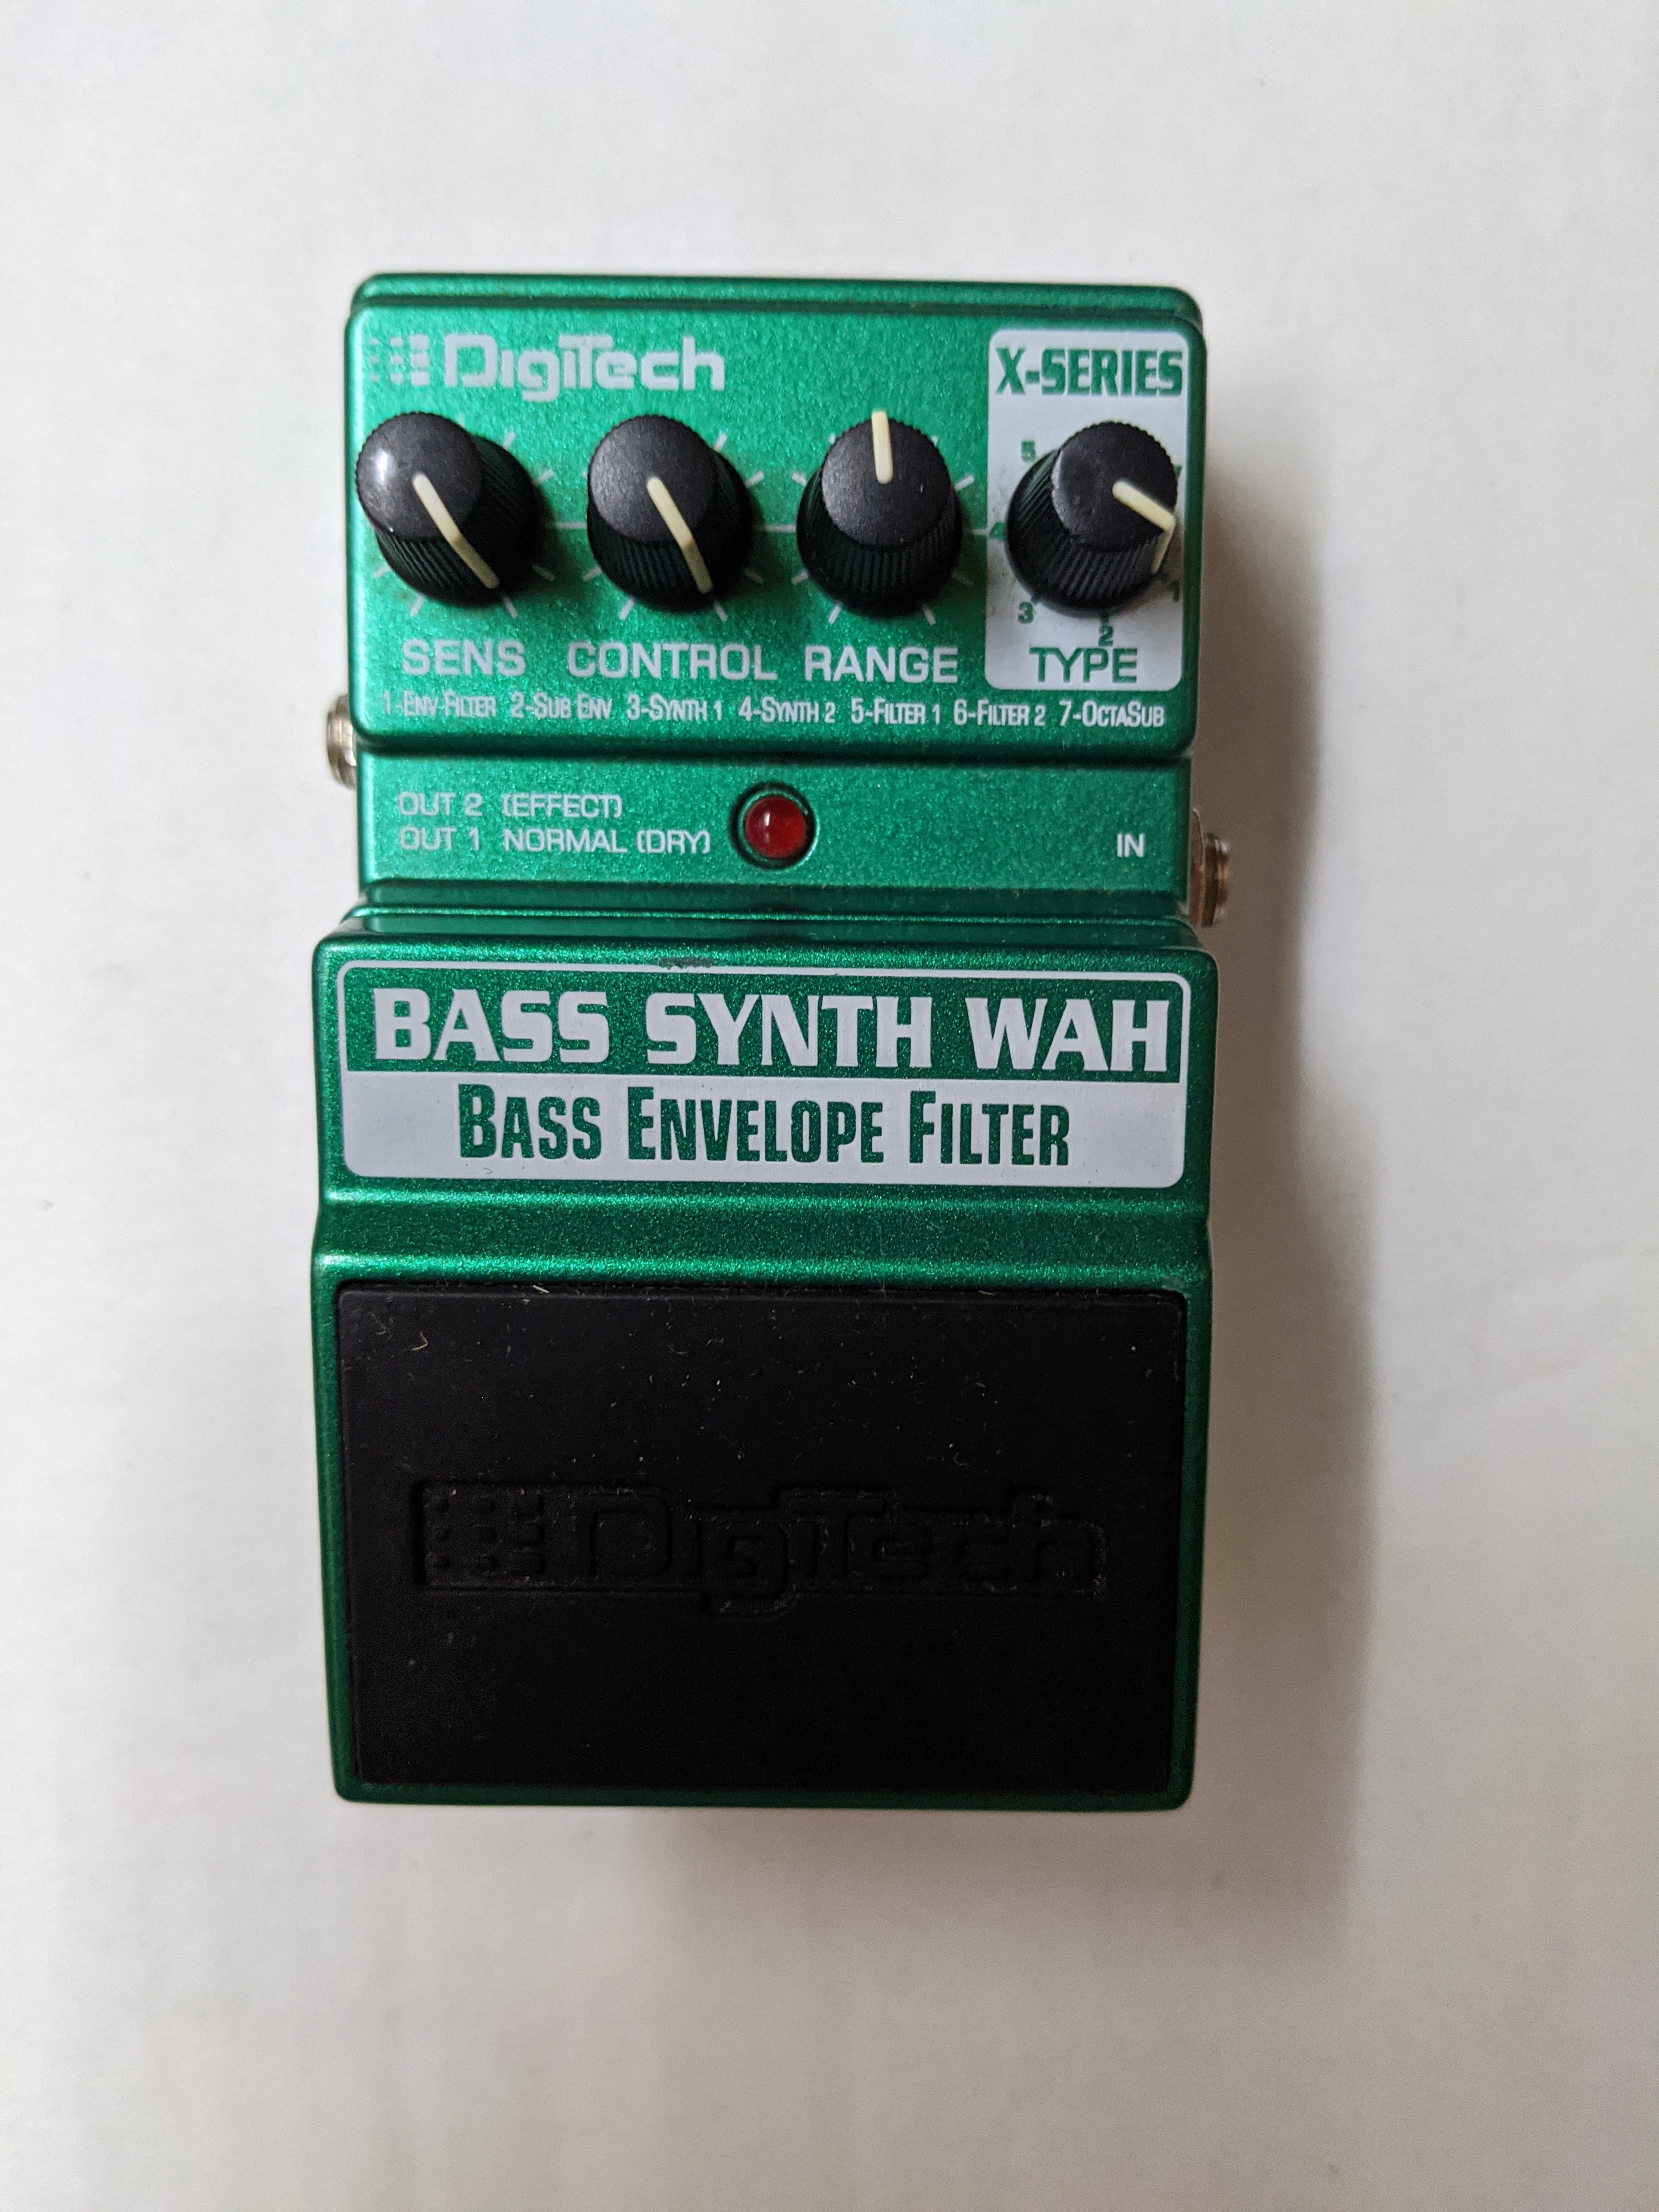 DigiTech
X-SERIES
5
7
4
1
3
2
SENS CONTROL RANGE TYPE
1-ENV FILTER 2-SUB ENV 3-SYNTH 1 4-SYNTH 2 5-FILTER 1 6-FILTER 2 7-OCTASUB
OUT 2 (EFFECT)
OUT 1 NORMAL (DRY)
IN
BASS SYNTH WAH
BASS ENVELOPE FILTER
DigiTech